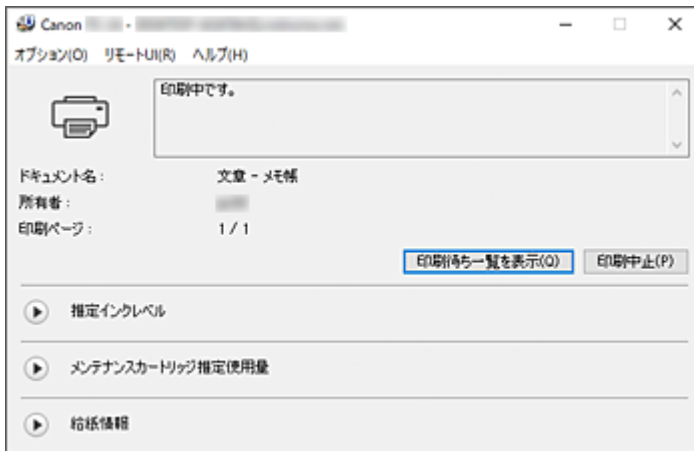 Canon
オプション(O) リモートUI(R) ヘルプ(H)
印刷中です。
ドキュメント名： 文章 - メモ帳
所有者：
印刷ページ： 1 / 1
印刷待ち一覧を表示(Q) 印刷中止(P)
推定インクレベル
メンテナンスカートリッジ推定使用量
給紙情報